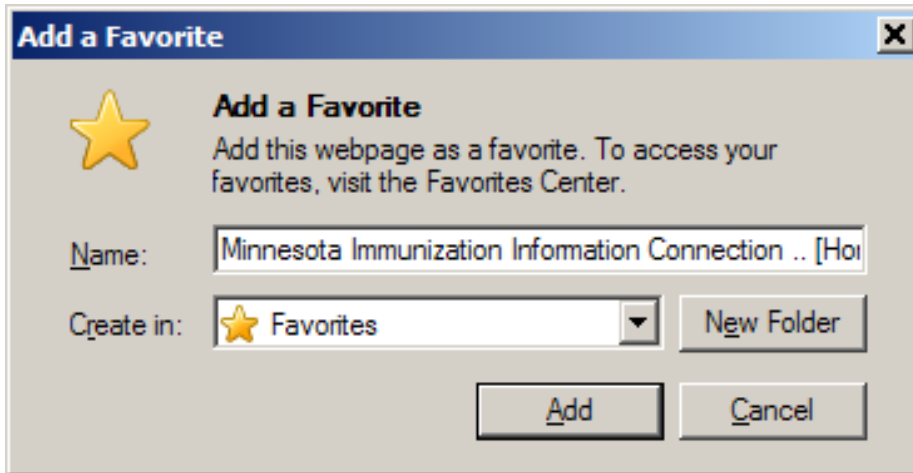 Add a Favorite
Add a Favorite
Add this webpage as a favorite. To access your
favorites, visit the Favorites Center.
Name: Minnesota Immunization Information Connection .. [Ho
Create in: Favorites New Folder
Add Cancel